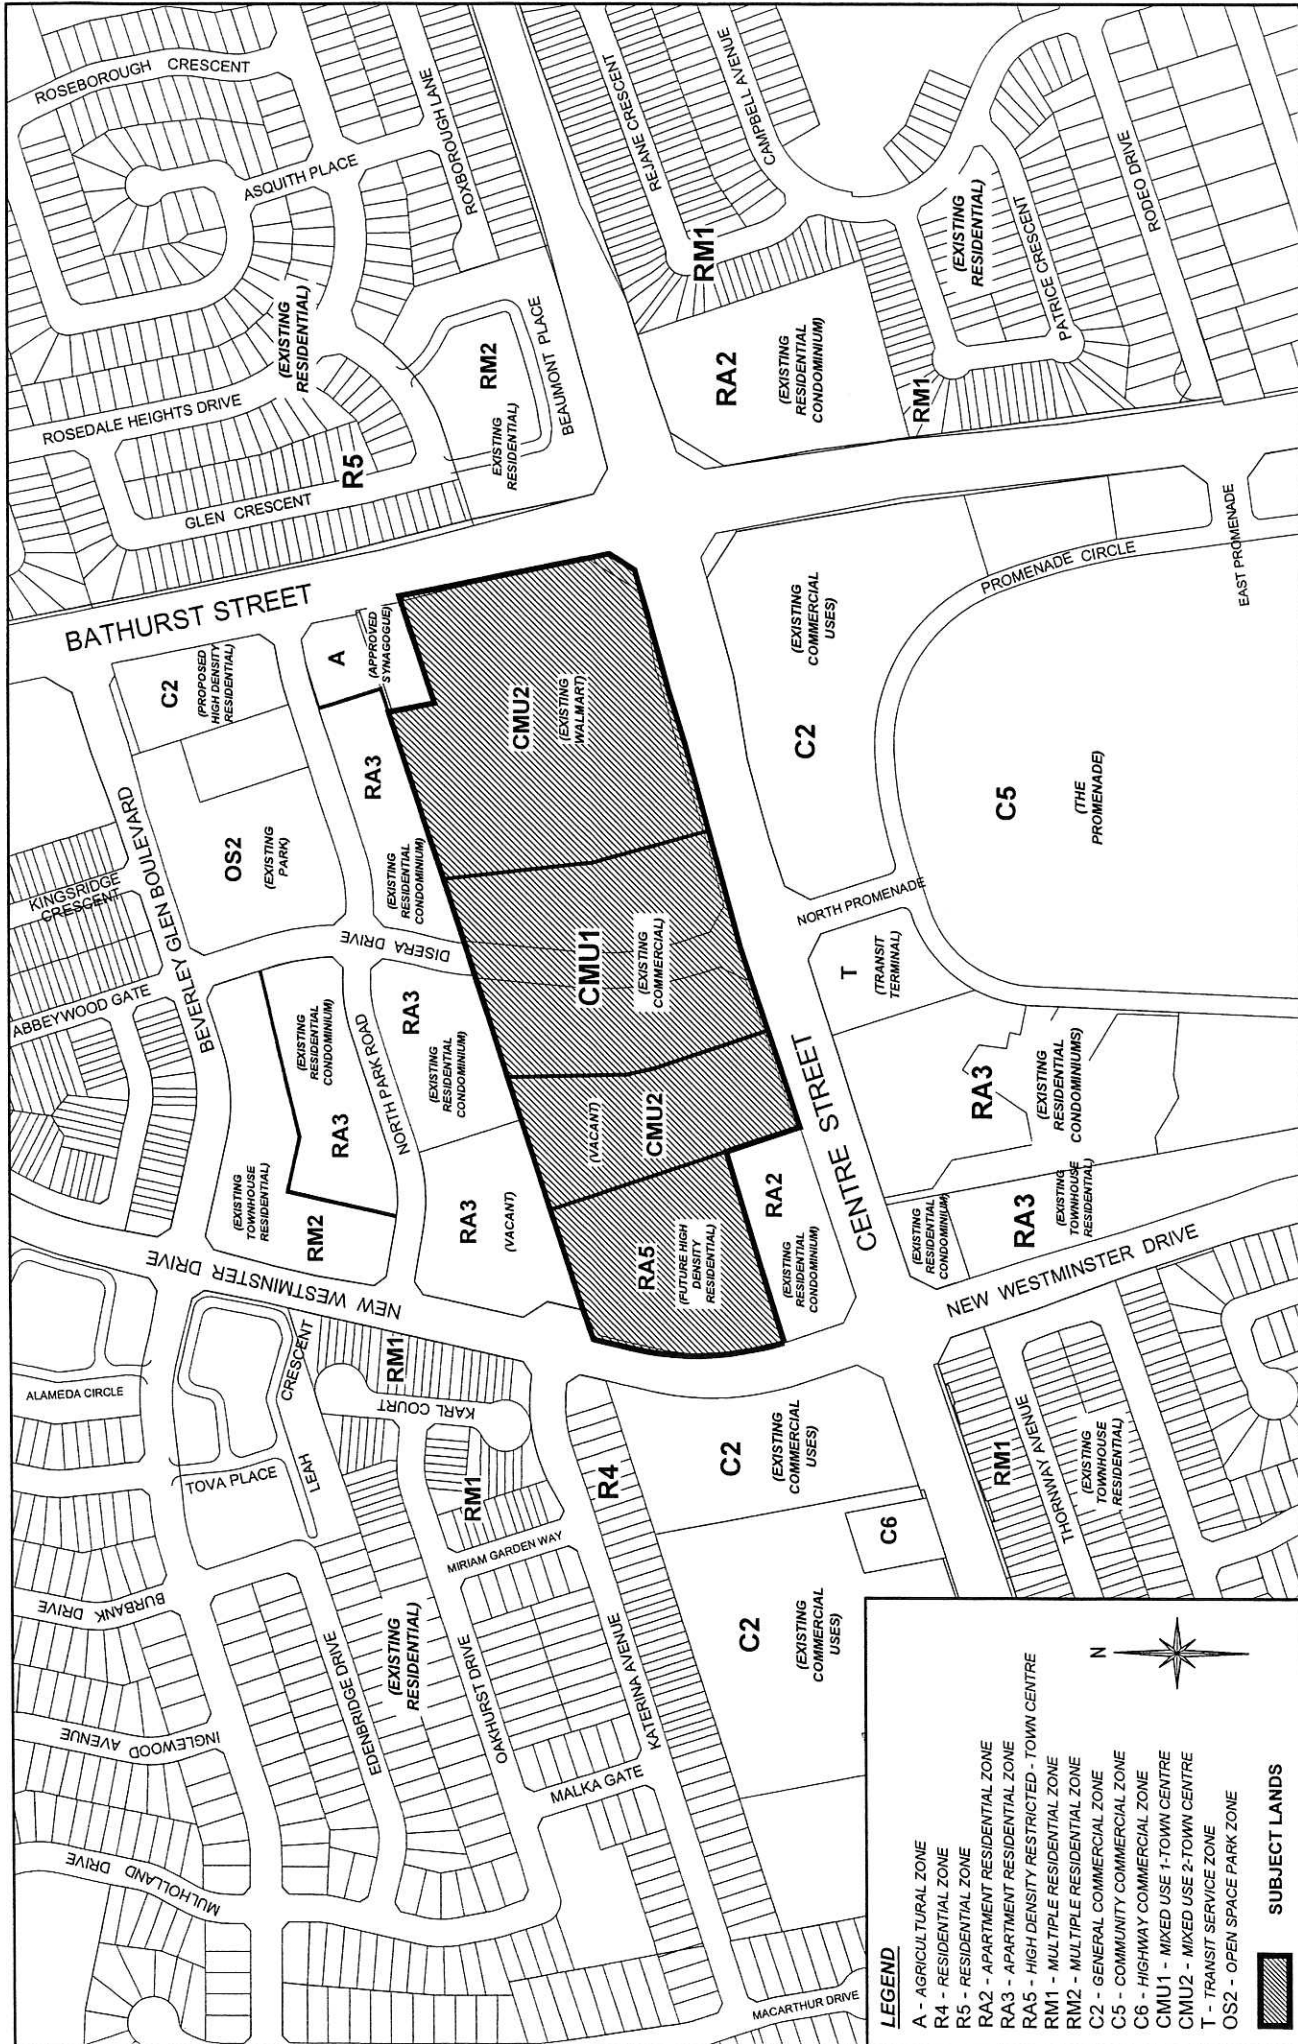 ROSEBOROUGH CRESCENT
ASQUITH PLACE
ROXBOROUGH LANE
(EXISTING
RESIDENTIAL)
ROSEDALE HEIGHTS DRIVE
R5
GLEN CRESCENT
RM2
EXISTING
RESIDENTIAL)
BEAUMONT PLACE
REJANE CRESCENT
CAMPBELL AVENUE
RM1
RA2
(EXISTING
RESIDENTIAL
CONDOMINIUM)
RM1
(EXISTING
RESIDENTIAL)
PATRICE CRESCENT
RODEO DRIVE
BATHURST STREET
C2
(PROPOSED
HIGH DENSITY
RESIDENTIAL)
A
(APPROVED
SYNAGOGUE)
OS2
(EXISTING
PARK)
RA3
(EXISTING
RESIDENTIAL
CONDOMINIUM)
CMU2
(EXISTING
WALMART)
C2
(EXISTING
COMMERCIAL
USES)
PROMENADE CIRCLE
EAST PROMENADE
C5
(THE
PROMENADE)
KINGSRIDGE
CRESCENT
ABBEYWOOD GATE
BEVERLEY GLEN BOULEVARD
DISERA DRIVE
NORTH PARK ROAD
(EXISTING
RESIDENTIAL
CONDOMINIUM)
RA3
RA3
(EXISTING
RESIDENTIAL
CONDOMINIUM)
CMU1
(EXISTING
COMMERCIAL)
NORTH PROMENADE
T
(TRANSIT
TERMINAL)
(EXISTING
TOWNHOUSE
RESIDENTIAL)
RM2
RA3
(VACANT)
(VACANT)
CMU2
RA5
(FUTURE HIGH
DENSITY
RESIDENTIAL)
RA2
(EXISTING
RESIDENTIAL
CONDOMINIUM)
CENTRE STREET
RA3
(EXISTING
RESIDENTIAL
CONDOMINIUMS)
(EXISTING
RESIDENTIAL
CONDOMINIUM)
RA3
(EXISTING
TOWNHOUSE
RESIDENTIAL)
NEW WESTMINSTER DRIVE
NEW WESTMINSTER DRIVE
ALAMEDA CIRCLE
TOVA PLACE
LEAH CRESCENT
RM1
KARL COURT
RM1
MIRIAM GARDEN WAY
R4
C2
(EXISTING
COMMERCIAL
USES)
C6
RM1
THORNWAY AVENUE
(EXISTING
TOWNHOUSE
RESIDENTIAL)
BURBANK DRIVE
INGLEWOOD AVENUE
MULHOLLAND DRIVE
EDENBRIDGE DRIVE
(EXISTING
RESIDENTIAL)
OAKHURST DRIVE
MALKA GATE
KATERINA AVENUE
C2
(EXISTING
COMMERCIAL
USES)
MACARTHUR DRIVE
N
LEGEND
A - AGRICULTURAL ZONE
R4 - RESIDENTIAL ZONE
R5 - RESIDENTIAL ZONE
RA2 - APARTMENT RESIDENTIAL ZONE
RA3 - APARTMENT RESIDENTIAL ZONE
RA5 - HIGH DENSITY RESTRICTED - TOWN CENTRE
RM1 - MULTIPLE RESIDENTIAL ZONE
RM2 - MULTIPLE RESIDENTIAL ZONE
C2 - GENERAL COMMERCIAL ZONE
C5 - COMMUNITY COMMERCIAL ZONE
C6 - HIGHWAY COMMERCIAL ZONE
CMU1 - MIXED USE 1-TOWN CENTRE
CMU2 - MIXED USE 2-TOWN CENTRE
T - TRANSIT SERVICE ZONE
OS2 - OPEN SPACE PARK ZONE
SUBJECT LANDS